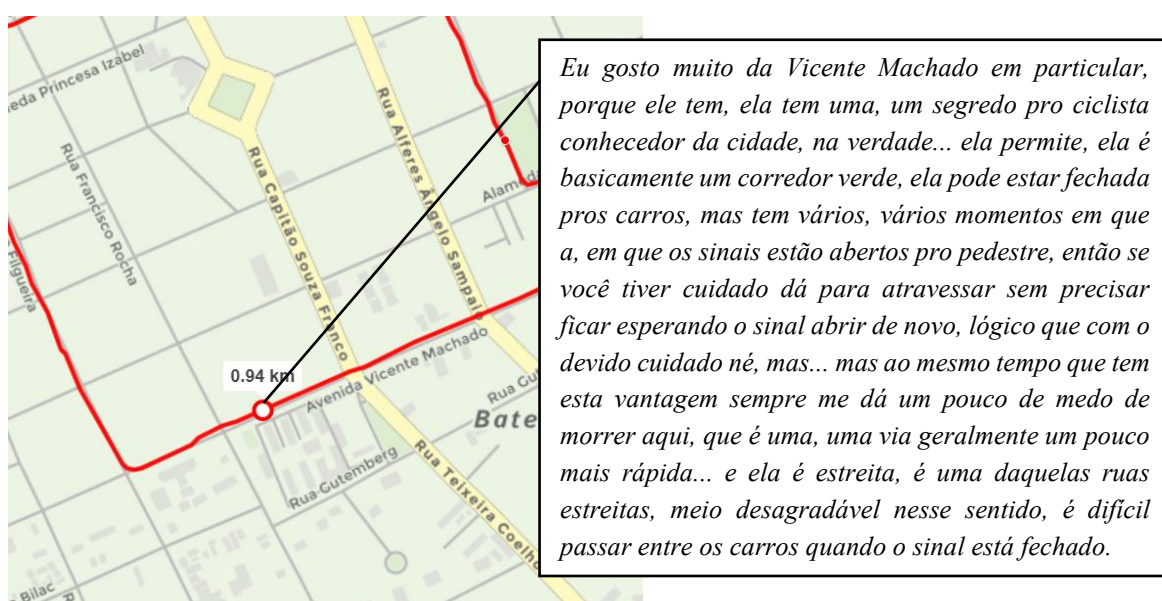 eda Princesa Izabel
Rua Francisco Rocha
Filgueira
Rua Capitão Souza Franco
Rua Alferes Ângelo Sampaio
Alameda
0.94 km
Avenida Vicente Machado
Rua Gu
Bate
Rua Gutemberg
Rua Teixeira Coelho
Bilac
R
Eu gosto muito da Vicente Machado em particular,
porque ele tem, ela tem uma, um segredo pro ciclista
conhecedor da cidade, na verdade... ela permite, ela é
basicamente um corredor verde, ela pode estar fechada
pros carros, mas tem vários, vários momentos em que
a, em que os sinais estão abertos pro pedestre, então se
você tiver cuidado dá para atravessar sem precisar
ficar esperando o sinal abrir de novo, lógico que com o
devido cuidado né, mas... mas ao mesmo tempo que tem
esta vantagem sempre me dá um pouco de medo de
morrer aqui, que é uma, uma via geralmente um pouco
mais rápida... e ela é estreita, é uma daquelas ruas
estreitas, meio desagradável nesse sentido, é difícil
passar entre os carros quando o sinal está fechado.